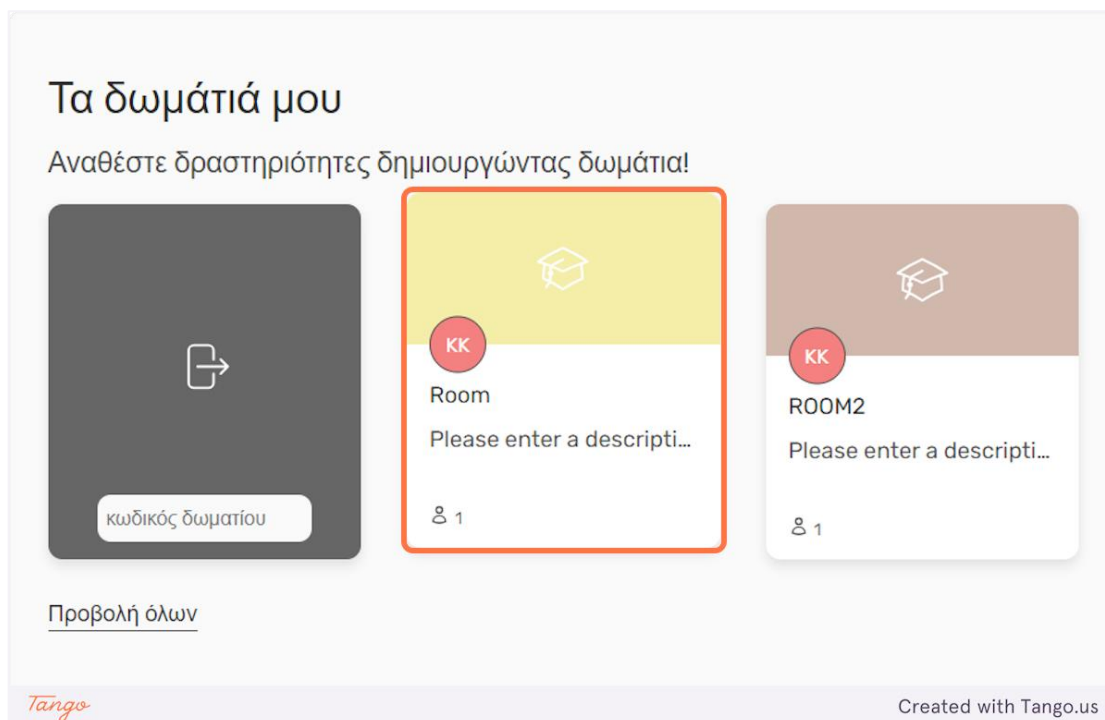 Τα δωμάτιά μου
Αναθέστε δραστηριότητες δημιουργώντας δωμάτια!
κωδικός δωματίου
KK
Room
Please enter a descripti...
1
KK
ROOM2
Please enter a descripti...
1
Προβολή όλων
Tango
Created with Tango.us